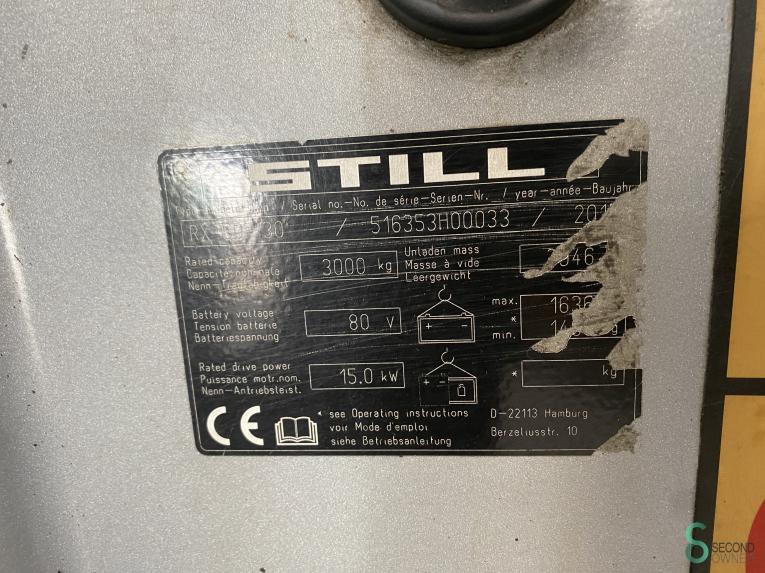 STILL
/ Serial no.-No. de série-Serien-Nr. / year-année-Baujahr
/ 516353H00033 /
Rated capacity
Capacité nominale
Nenn-Tragfähigkeit
3000 kg
Unladen mass
Masse à vide
Leergewicht
Battery voltage
Tension batterie
Batteriespannung
80 V
+ -
max.
*
min.
Rated drive power
Puissance motr.nom.
Nenn-Antriebsleist.
15.0 kW
+ -
* kg
CE
* see Operating instructions
voir Mode d'emploi
siehe Betriebsanleitung
D-22113 Hamburg
Berzeliusstr. 10
SECOND
OWNER